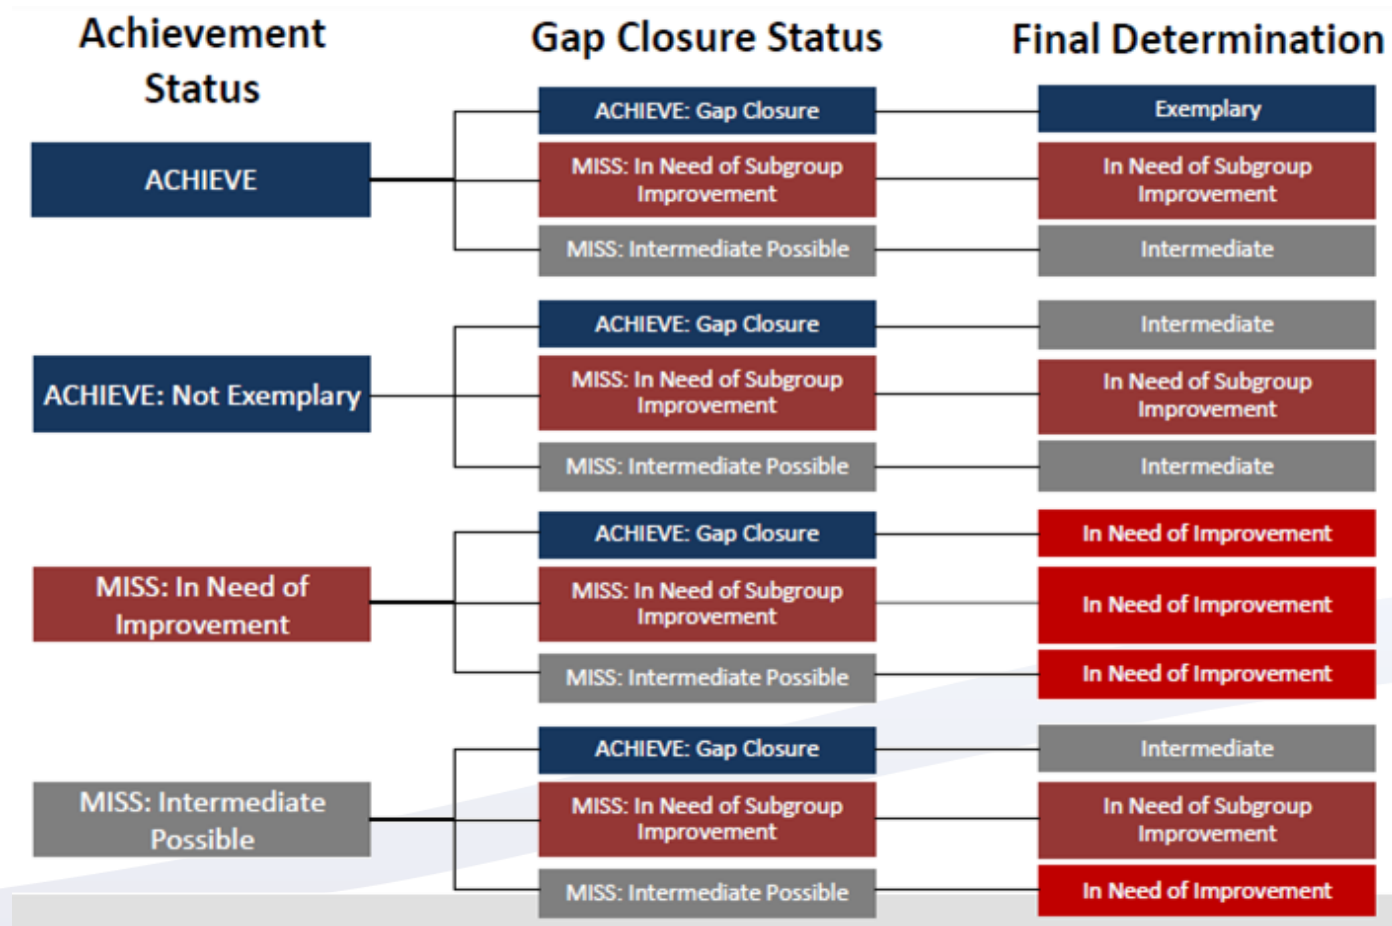 Achievement
Status
Gap Closure Status
Final Determination
ACHIEVE
ACHIEVE: Gap Closure
Exemplary
MISS: In Need of Subgroup
Improvement
In Need of Subgroup
Improvement
MISS: Intermediate Possible
Intermediate
ACHIEVE: Not Exemplary
ACHIEVE: Gap Closure
Intermediate
MISS: In Need of Subgroup
Improvement
In Need of Subgroup
Improvement
MISS: Intermediate Possible
Intermediate
MISS: In Need of
Improvement
ACHIEVE: Gap Closure
In Need of Improvement
MISS: In Need of Subgroup
Improvement
In Need of Improvement
MISS: Intermediate Possible
In Need of Improvement
MISS: Intermediate
Possible
ACHIEVE: Gap Closure
Intermediate
MISS: In Need of Subgroup
Improvement
In Need of Subgroup
Improvement
MISS: Intermediate Possible
In Need of Improvement